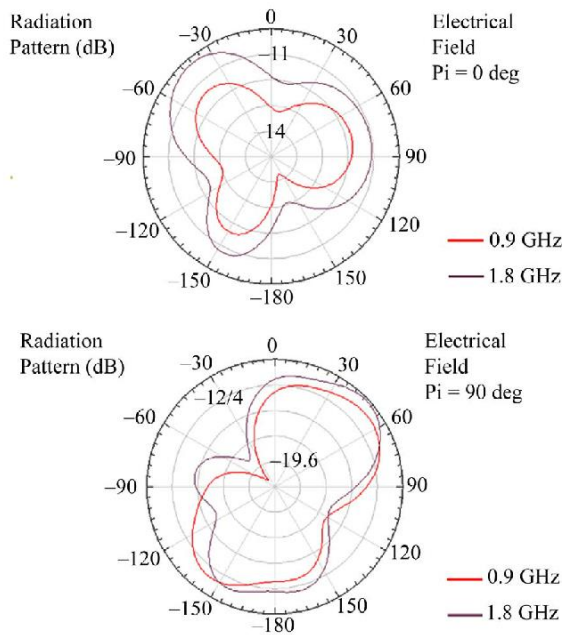 Radiation
Pattern (dB)
Electrical
Field
Pi = 0 deg
0
−30
30
−11
−60
60
14
−90
90
−120
120
−150
150
−180
0.9 GHz
1.8 GHz
Radiation
Pattern (dB)
Electrical
Field
Pi = 90 deg
0
−30
30
−12/4
−60
60
−19.6
−90
90
−120
120
−150
150
−180
0.9 GHz
1.8 GHz